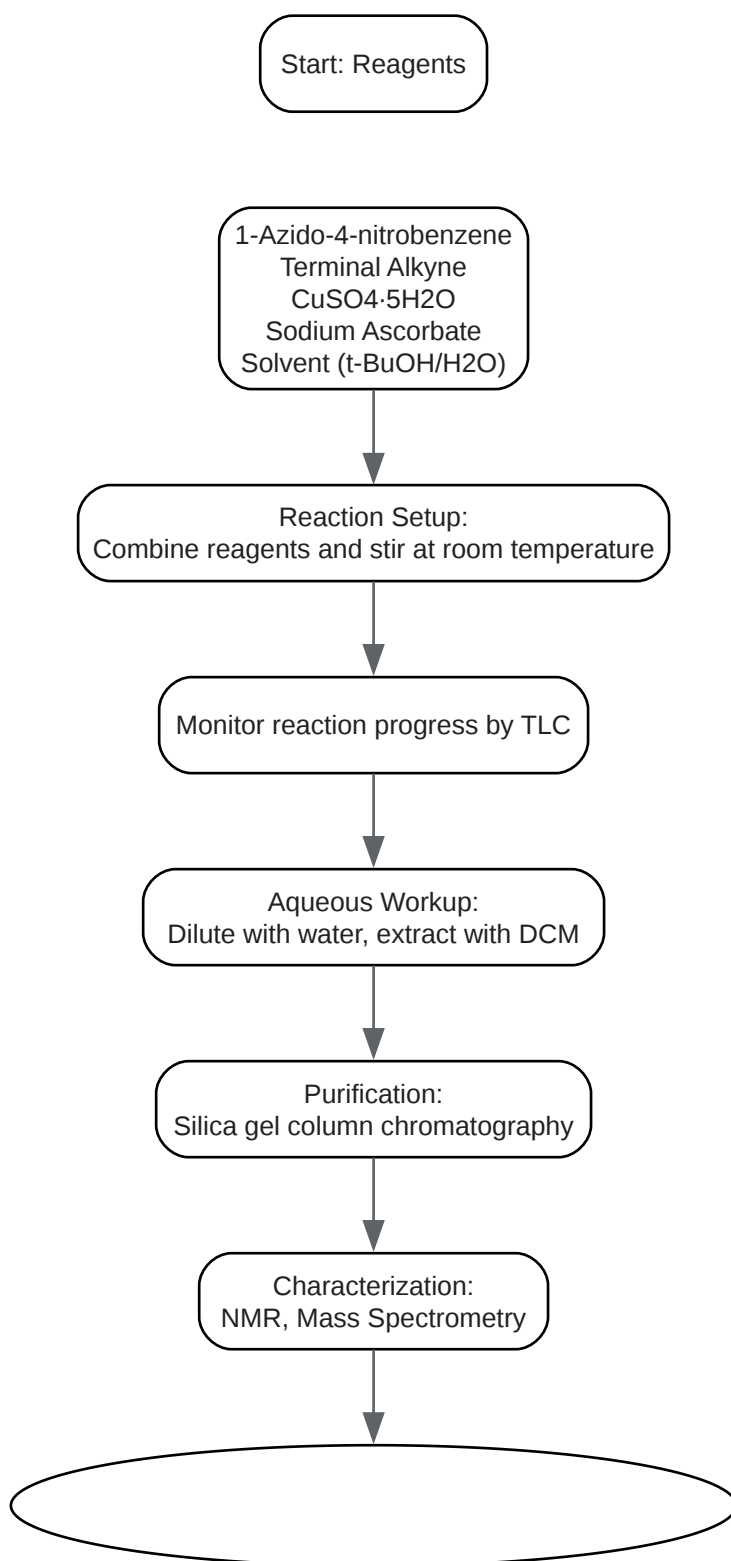 Start: Reagents
1-Azido-4-nitrobenzene
Terminal Alkyne
CuSO4·5H2O
Sodium Ascorbate
Solvent (t-BuOH/H2O)
Reaction Setup:
Combine reagents and stir at room temperature
Monitor reaction progress by TLC
Aqueous Workup:
Dilute with water, extract with DCM
Purification:
Silica gel column chromatography
Characterization:
NMR, Mass Spectrometry